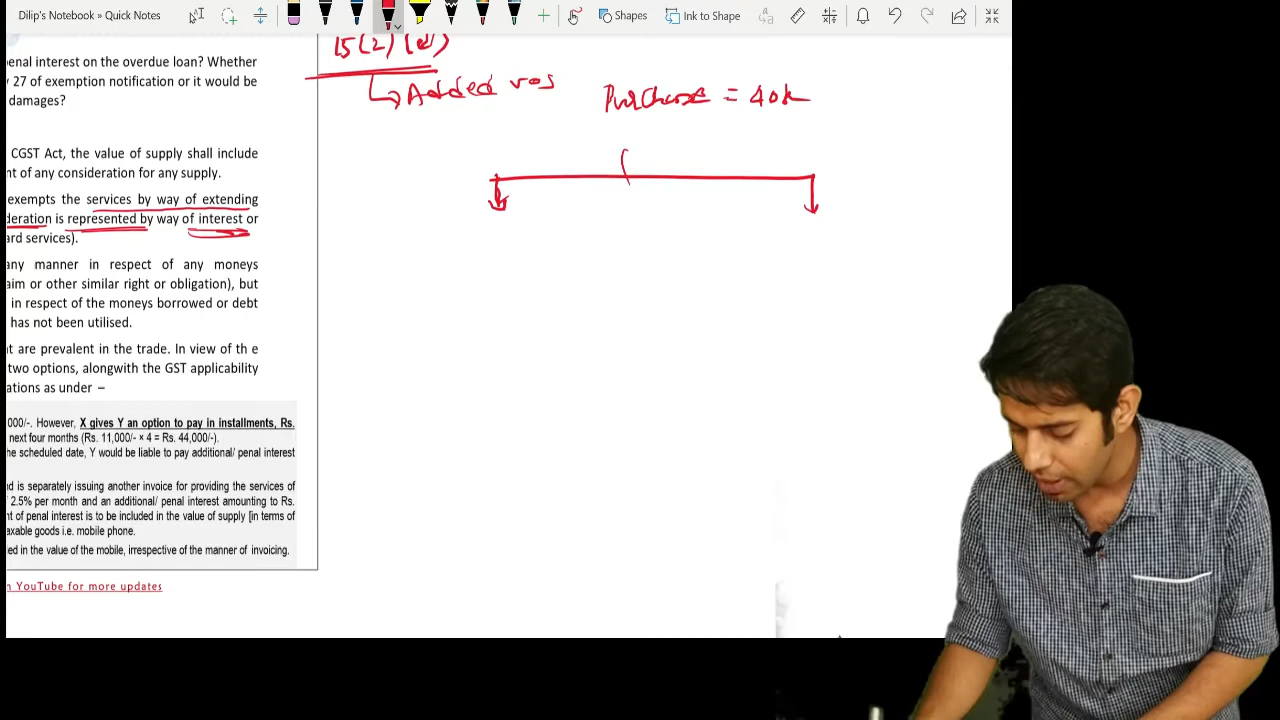 Dilip's Notebook » Quick Notes
Shapes
Ink to Shape
15(2)(d)
Added
Purchase = 40k
enal interest on the overdue loan? Whether
y 27 of exemption notification or it would be
damages?
CGST Act, the value of supply shall include
nt of any consideration for any supply.
exempts the services by way of extending
deration is represented by way of interest or
ard services).
any manner in respect of any moneys
aim or other similar right or obligation), but
in respect of the moneys borrowed or debt
has not been utilised.
nt are prevalent in the trade. In view of th e
two options, alongwith the GST applicability
ations as under –
000/-. However, X gives Y an option to pay in installments, Rs.
next four months (Rs. 11,000/- × 4 = Rs. 44,000/-).
he scheduled date, Y would be liable to pay additional/ penal interest
nd is separately issuing another invoice for providing the services of
2.5% per month and an additional/ penal interest amounting to Rs.
nt of penal interest is to be included in the value of supply [in terms of
axable goods i.e. mobile phone.
ed in the value of the mobile, irrespective of the manner of invoicing.
n YouTube for more updates